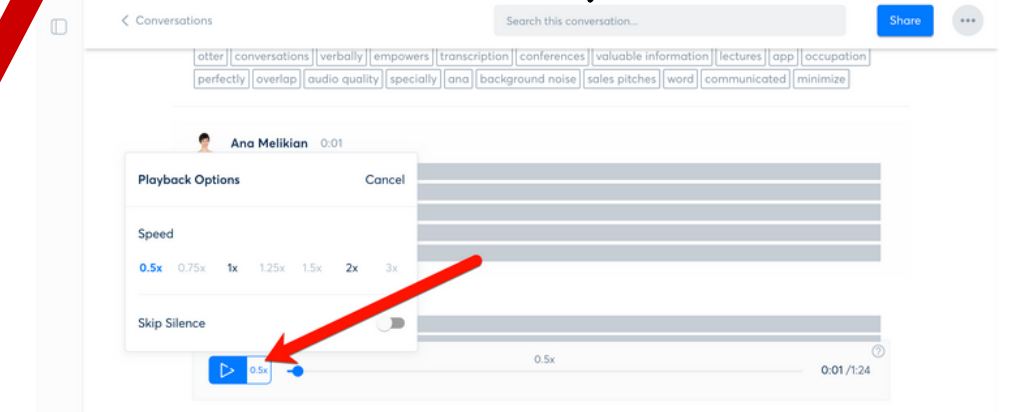 Conversations
Search this conversation...
Share
otter conversations verbally empowers transcription conferences valuable information lectures app occupation
perfectly overlap audio quality specially ana background noise sales pitches word communicated minimize
Ana Melikian 0:01
Playback Options Cancel
Speed
0.5x 0.75x 1x 1.25x 1.5x 2x 3x
Skip Silence
0.5x
0.5x
0:01 /1:24